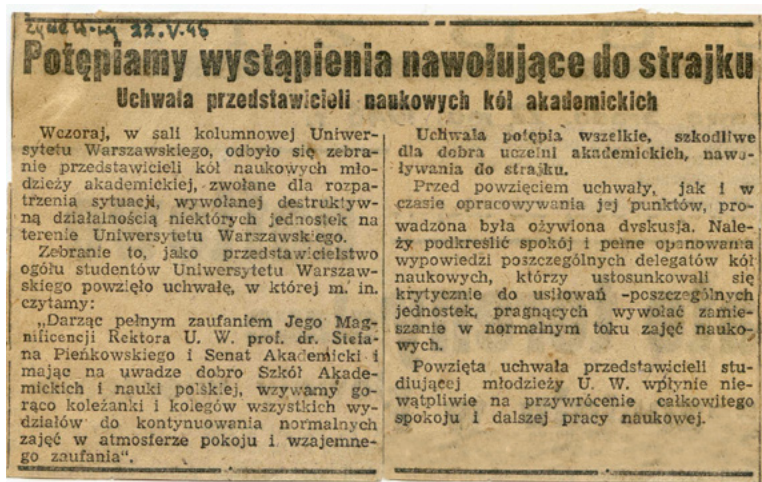 Życie W-wy 22.V.46
Potępiamy wystąpienia nawołujące do strajku
Uchwała przedstawicieli naukowych kół akademickich
Wczoraj, w sali kolumnowej Uniwer-
sytetu Warszawskiego, odbyło się zebra-
nie przedstawicieli kół naukowych mło-
dzieży akademickiej, zwołane dla rozpa-
trzenia sytuacji, wywołanej destruktyw-
ną działalnością niektórych jednostek na
terenie Uniwersytetu Warszawskiego.
Zebranie to, jako przedstawicielstwo
ogółu studentów Uniwersytetu Warszaw-
skiego powzięło uchwałę, w której m. in.
czytamy:
„Darząc pełnym zaufaniem Jego Mag-
nificencji Rektora U. W. prof. dr. Stefa-
na Pieńkowskiego i Senat Akademicki i
mając na uwadze dobro Szkół Akade-
mickich i nauki polskiej, wzywamy go-
rąco koleżanki i kolegów wszystkich wy-
działów do kontynuowania normalnych
zajęć w atmosferze pokoju i wzajemne-
go zaufania".
Uchwała potępia wszelkie, szkodliwe
dla dobra uczelni akademickich, nawo-
ływania do strajku.
Przed powzięciem uchwały, jak i w
czasie opracowywania jej punktów, pro-
wadzona była ożywiona dyskusja. Nale-
ży podkreślić spokój i pełne opanowania
wypowiedzi poszczególnych delegatów kół
naukowych, którzy ustosunkowali się
krytycznie do usiłowań -poszczególnych
jednostek, pragnących wywołać zamie-
szanie w normalnym toku zajęć nauko-
wych.
Powzięta uchwała przedstawicieli stu-
diującej młodzieży U. W. wpłynie nie-
wątpliwie na przywrócenie całkowitego
spokoju i dalszej pracy naukowej.